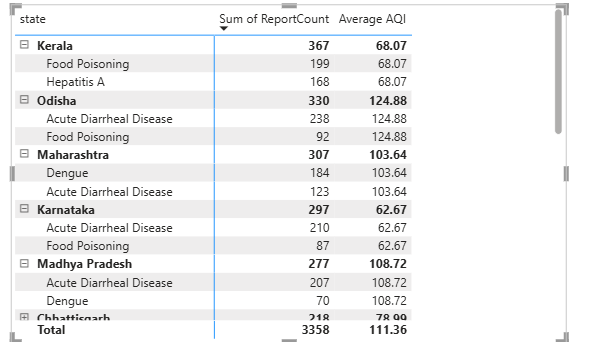 state Sum of ReportCount Average AQI
Kerala 367 68.07
Food Poisoning 199 68.07
Hepatitis A 168 68.07
Odisha 330 124.88
Acute Diarrheal Disease 238 124.88
Food Poisoning 92 124.88
Maharashtra 307 103.64
Dengue 184 103.64
Acute Diarrheal Disease 123 103.64
Karnataka 297 62.67
Acute Diarrheal Disease 210 62.67
Food Poisoning 87 62.67
Madhya Pradesh 277 108.72
Acute Diarrheal Disease 207 108.72
Dengue 70 108.72
Chhattisgarh 218 78.99
Total 3358 111.36